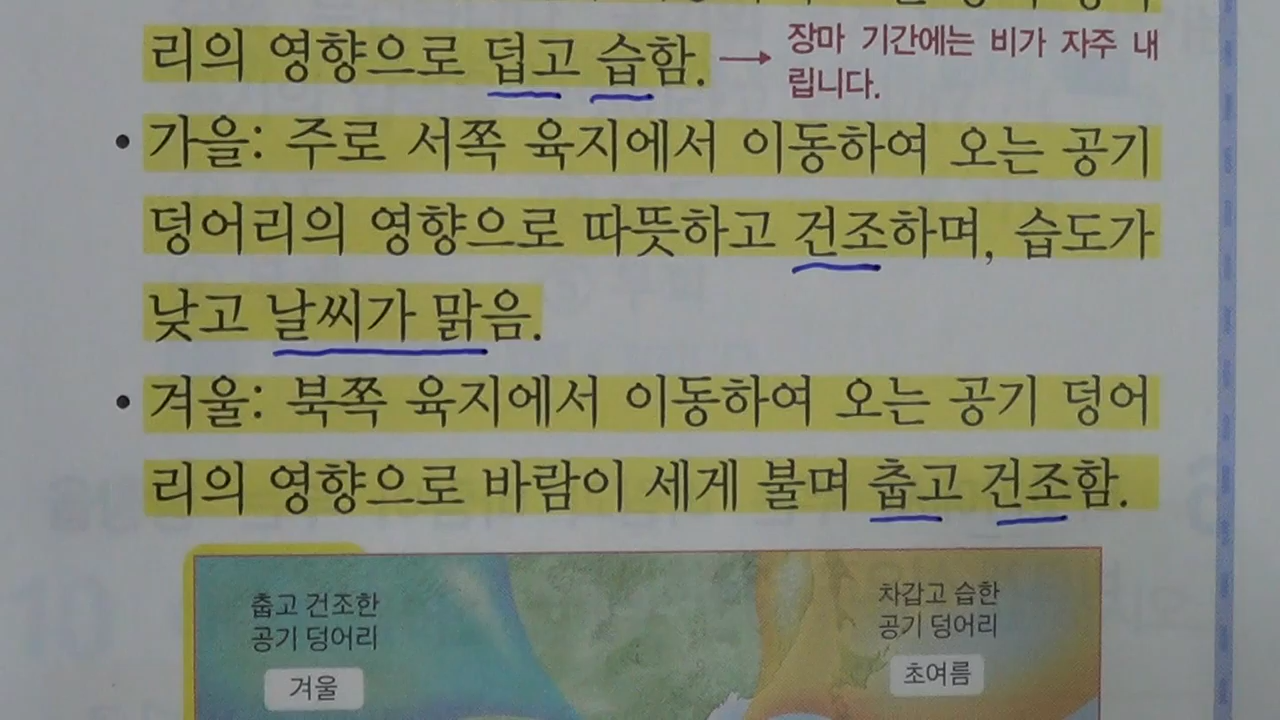 리의 영향으로 덥고 습함. → 장마 기간에는 비가 자주 내
립니다.
• 가을: 주로 서쪽 육지에서 이동하여 오는 공기
덩어리의 영향으로 따뜻하고 건조하며, 습도가
낮고 날씨가 맑음.
• 겨울: 북쪽 육지에서 이동하여 오는 공기 덩어
리의 영향으로 바람이 세게 불며 춥고 건조함.
춥고 건조한
공기 덩어리
겨울
차갑고 습한
공기 덩어리
초여름